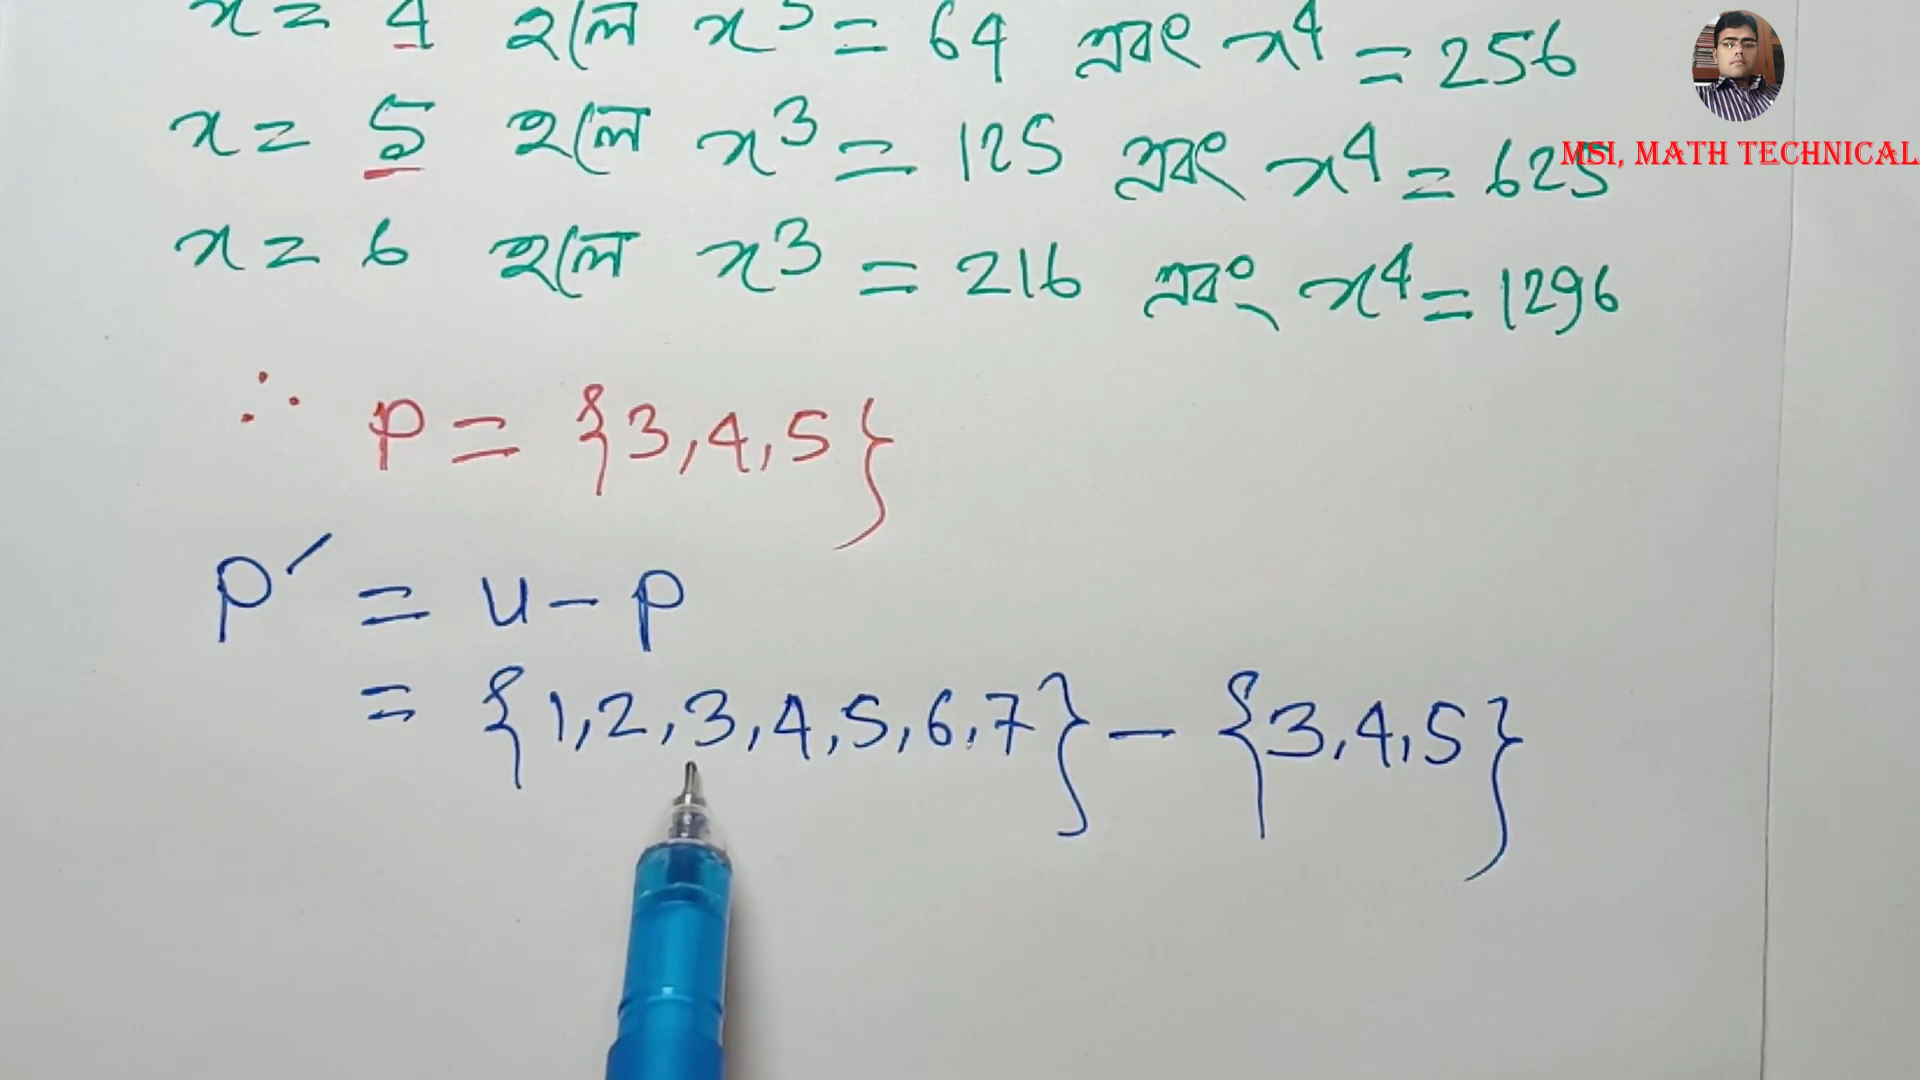 x = 4 হলে x³ = 64 এবং x⁴ = 256
x = 5 হলে x³ = 125 এবং x⁴ = 625
MSI, MATH TECHNICAL
x = 6 হলে x³ = 216 এবং x⁴ = 1296
∴ P = {3,4,5}
P′ = U - P
= {1,2,3,4,5,6,7} - {3,4,5}